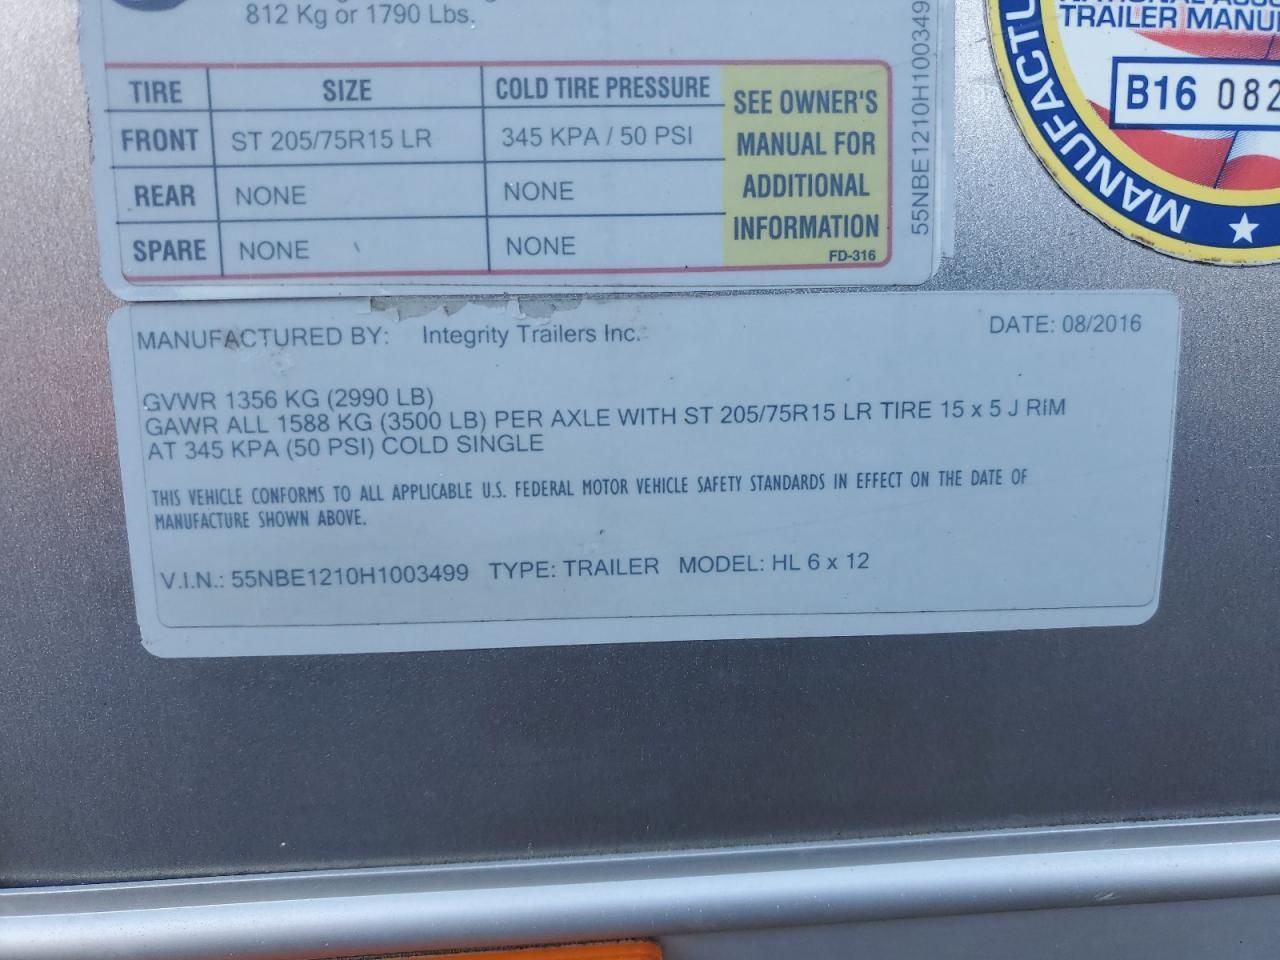 812 Kg or 1790 Lbs.
TIRE SIZE COLD TIRE PRESSURE
FRONT ST 205/75R15 LR 345 KPA / 50 PSI
REAR NONE NONE
SPARE NONE NONE
SEE OWNER'S
MANUAL FOR
ADDITIONAL
INFORMATION
FD-316
55NBE1210H100349
TRAILER MANU
B16 082
MANUFACTU
MANUFACTURED BY: Integrity Trailers Inc. DATE: 08/2016
GVWR 1356 KG (2990 LB)
GAWR ALL 1588 KG (3500 LB) PER AXLE WITH ST 205/75R15 LR TIRE 15 x 5 J RIM
AT 345 KPA (50 PSI) COLD SINGLE
THIS VEHICLE CONFORMS TO ALL APPLICABLE U.S. FEDERAL MOTOR VEHICLE SAFETY STANDARDS IN EFFECT ON THE DATE OF
MANUFACTURE SHOWN ABOVE.
V.I.N.: 55NBE1210H1003499 TYPE: TRAILER MODEL: HL 6 x 12